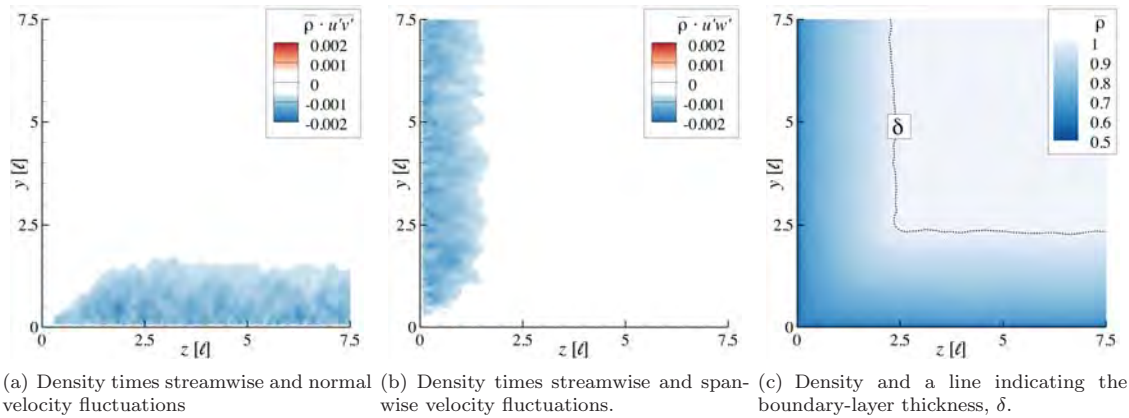 7.5
5
2.5
0
y [ℓ]
0 2.5 5 7.5
z [ℓ]
ρ̅ · u'v'
0.002
0.001
0
-0.001
-0.002
7.5
5
2.5
0
y [ℓ]
0 2.5 5 7.5
z [ℓ]
ρ̅ · u'w'
0.002
0.001
0
-0.001
-0.002
7.5
5
2.5
0
y [ℓ]
0 2.5 5 7.5
z [ℓ]
δ
ρ̅
1
0.9
0.8
0.7
0.6
0.5
(a) Density times streamwise and normal
velocity fluctuations
(b) Density times streamwise and span-
wise velocity fluctuations.
(c) Density and a line indicating the
boundary-layer thickness, δ.